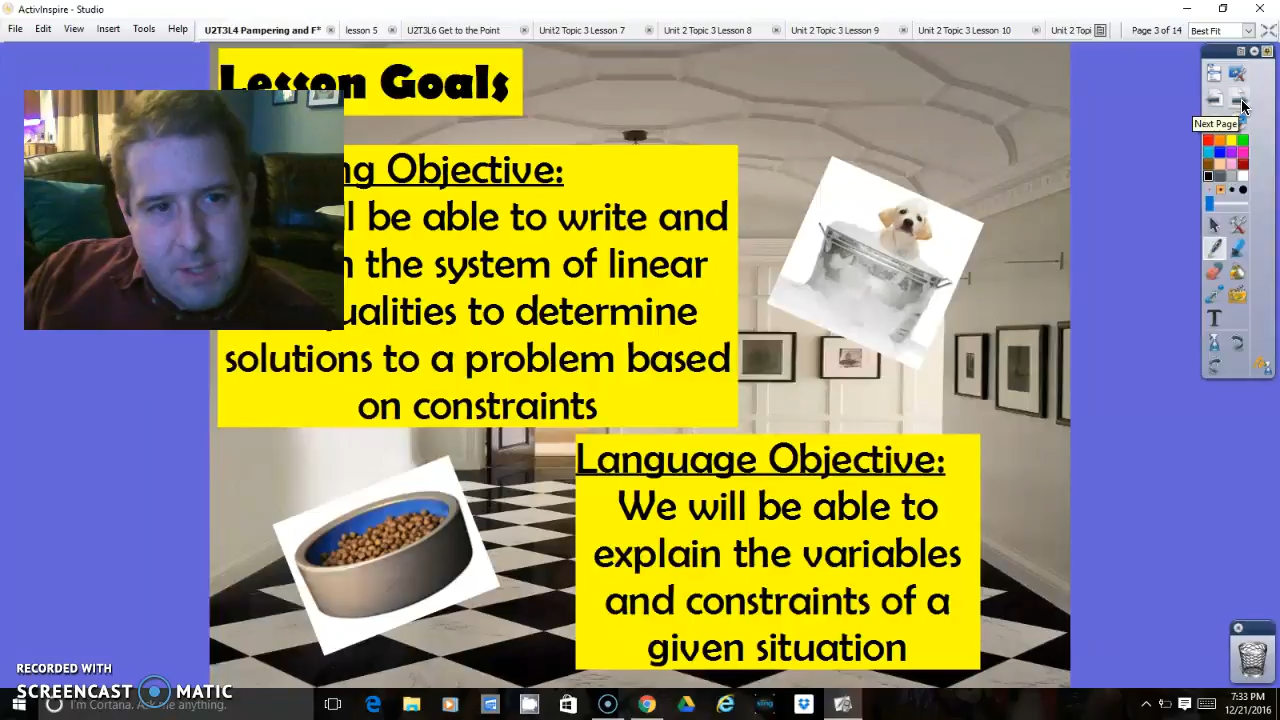 ActivInspire - Studio
File Edit View Insert Tools Help U2T3L4 Pampering and F* lesson 5 U2T3L6 Get to the Point Unit2 Topic 3 Lesson 7 Unit 2 Topic 3 Lesson 8 Unit 2 Topic 3 Lesson 9 Unit 2 Topic 3 Lesson 10 Unit 2 Topi Page 3 of 14 Best Fit
Lesson Goals
Next Page
ng Objective:
l be able to write and
h the system of linear
ualities to determine
solutions to a problem based
on constraints
Language Objective:
We will be able to
explain the variables
and constraints of a
given situation
RECORDED WITH
SCREENCAST MATIC
I'm Cortana. Ask me anything.
sling
7:33 PM
12/21/2016